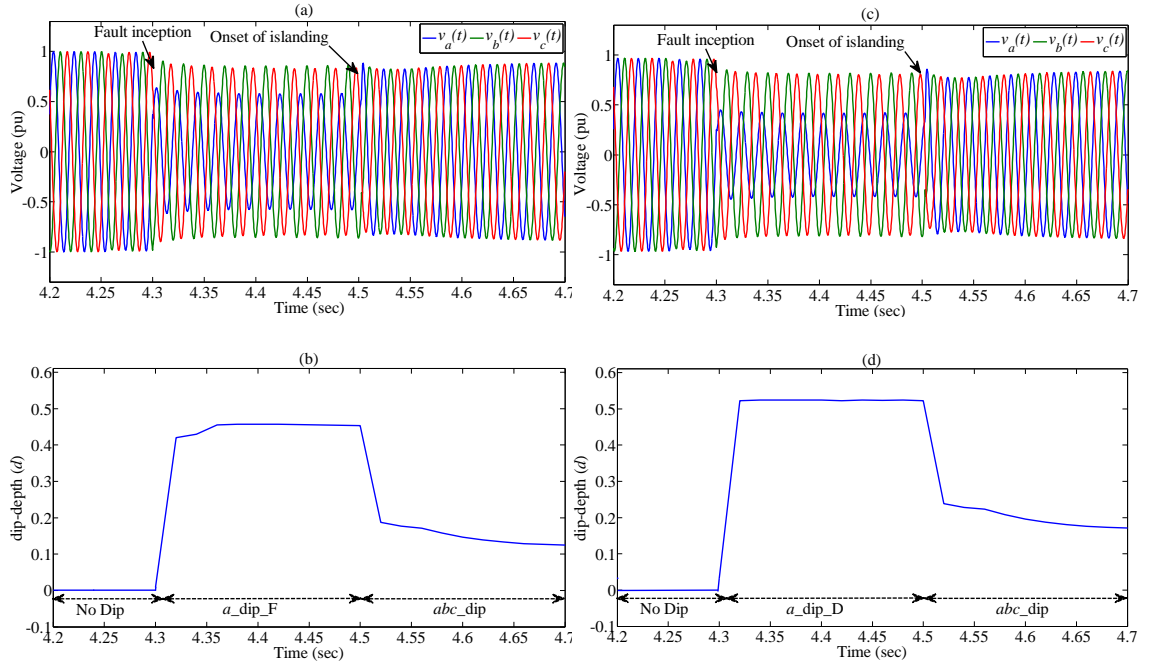 (a)
Fault inception
Onset of islanding
v_a(t) v_b(t) v_c(t)
Voltage (pu)
1
0.5
0
-0.5
-1
4.2 4.25 4.3 4.35 4.4 4.45 4.5 4.55 4.6 4.65 4.7
Time (sec)
(c)
Fault inception
Onset of islanding
v_a(t) v_b(t) v_c(t)
Voltage (pu)
1
0.5
0
-0.5
-1
4.2 4.25 4.3 4.35 4.4 4.45 4.5 4.55 4.6 4.65 4.7
Time (sec)
(b)
dip-depth (d)
0.6
0.5
0.4
0.3
0.2
0.1
0
-0.1
No Dip a_dip_F abc_dip
4.2 4.25 4.3 4.35 4.4 4.45 4.5 4.55 4.6 4.65 4.7
Time (sec)
(d)
dip-depth (d)
0.6
0.5
0.4
0.3
0.2
0.1
0
-0.1
No Dip a_dip_D abc_dip
4.2 4.25 4.3 4.35 4.4 4.45 4.5 4.55 4.6 4.65 4.7
Time (sec)